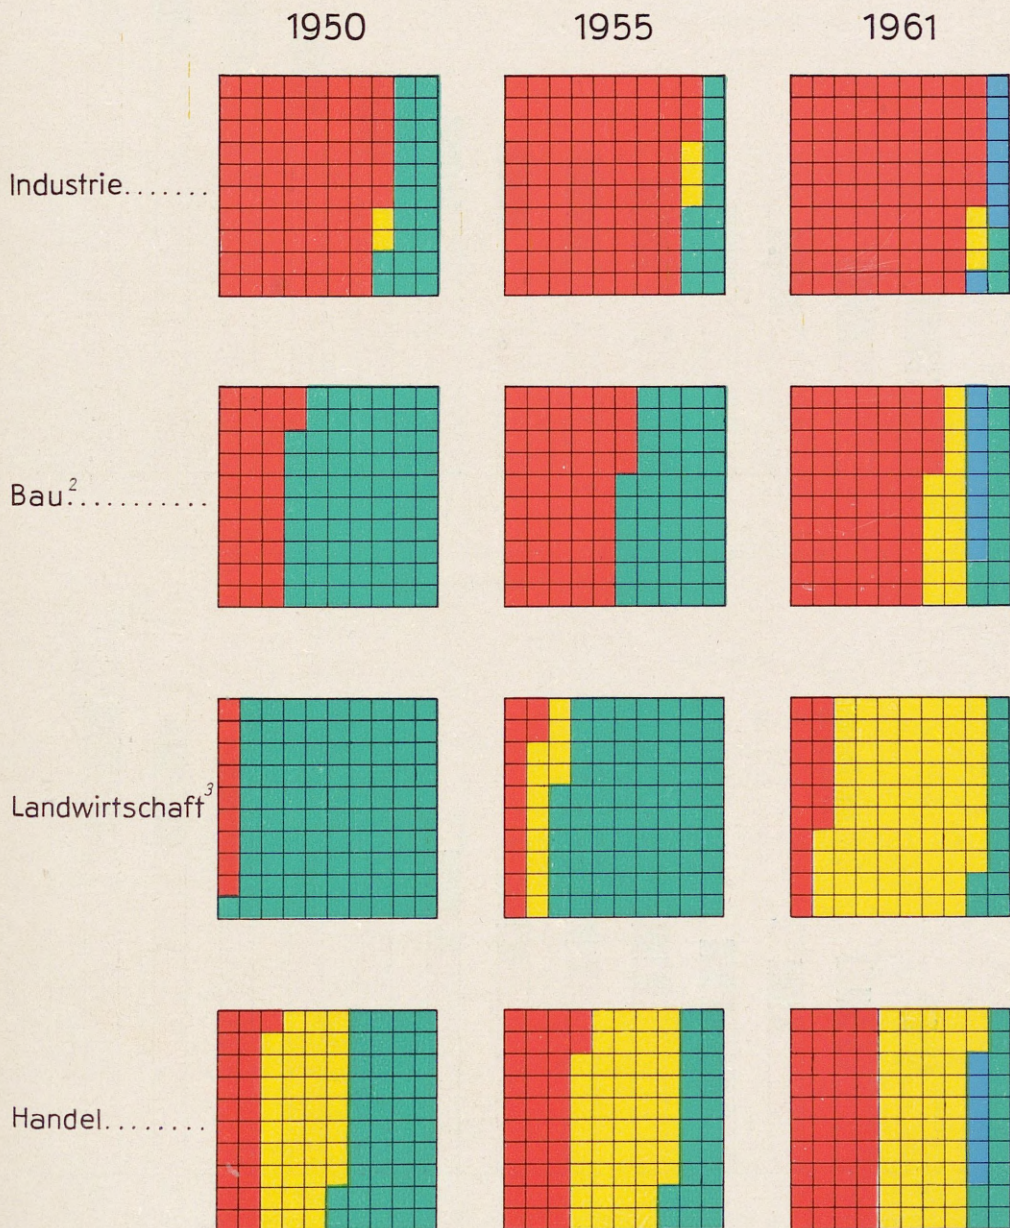 1950 1955 1961
Industrie.......
Bau²...........
Landwirtschaft³
Handel........